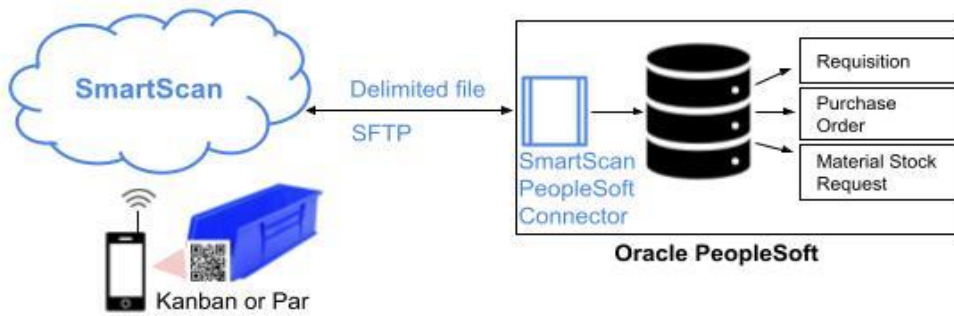 SmartScan
Delimited file
SFTP
Kanban or Par
SmartScan
PeopleSoft
Connector
Requisition
Purchase
Order
Material Stock
Request
Oracle PeopleSoft